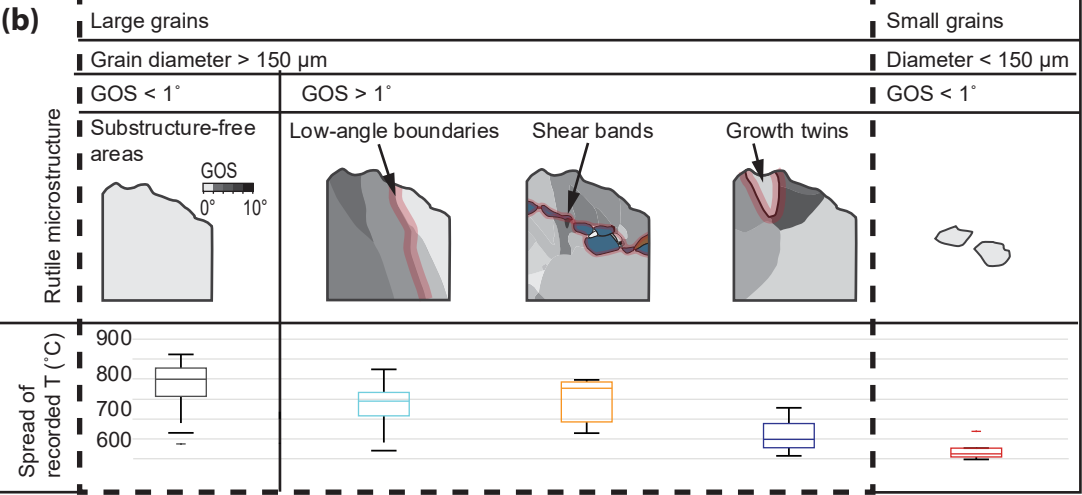 (b)
Large grains
Small grains
Grain diameter > 150 µm
Diameter < 150 µm
GOS < 1˚
GOS > 1˚
GOS < 1˚
Rutile microstructure
Substructure-free
areas
Low-angle boundaries
Shear bands
Growth twins
GOS
0˚
10˚
Spread of
recorded T (˚C)
900
800
700
600